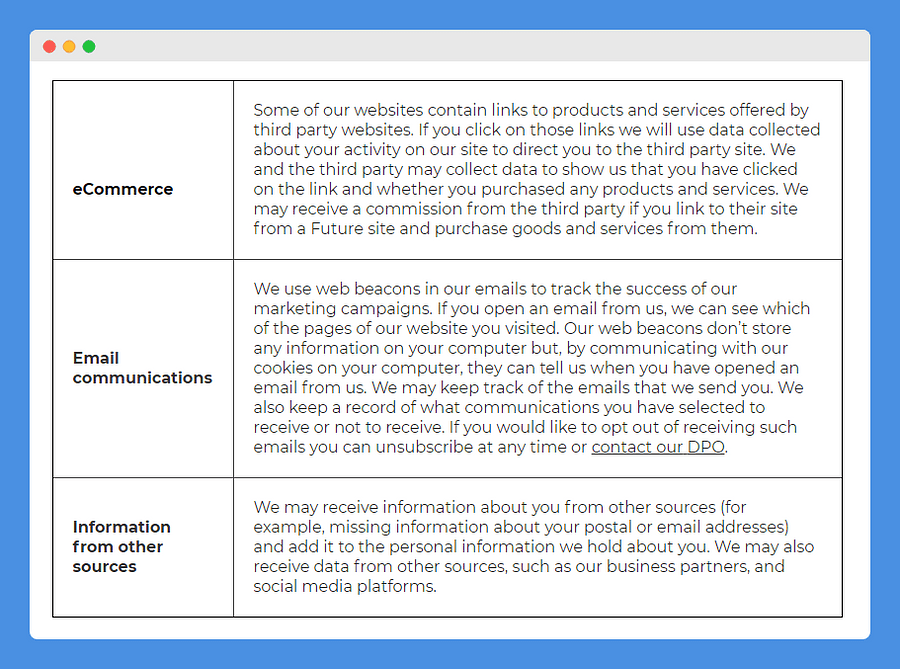 eCommerce
Some of our websites contain links to products and services offered by
third party websites. If you click on those links we will use data collected
about your activity on our site to direct you to the third party site. We
and the third party may collect data to show us that you have clicked
on the link and whether you purchased any products and services. We
may receive a commission from the third party if you link to their site
from a Future site and purchase goods and services from them.
Email
communications
We use web beacons in our emails to track the success of our
marketing campaigns. If you open an email from us, we can see which
of the pages of our website you visited. Our web beacons don’t store
any information on your computer but, by communicating with our
cookies on your computer, they can tell us when you have opened an
email from us. We may keep track of the emails that we send you. We
also keep a record of what communications you have selected to
receive or not to receive. If you would like to opt out of receiving such
emails you can unsubscribe at any time or contact our DPO.
Information
from other
sources
We may receive information about you from other sources (for
example, missing information about your postal or email addresses)
and add it to the personal information we hold about you. We may also
receive data from other sources, such as our business partners, and
social media platforms.